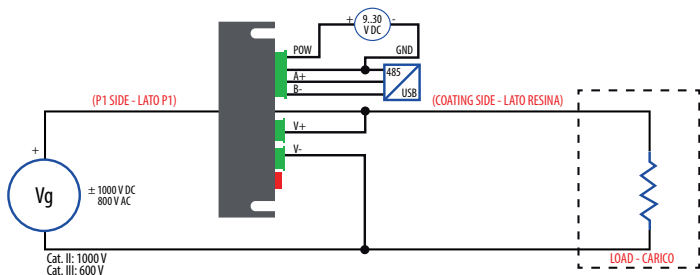 + 9..30 V DC -
POW
GND
A+
485
B-
USB
(P1 SIDE - LATO P1)
(COATING SIDE - LATO RESINA)
V+
V-
+
Vg
± 1000 V DC
800 V AC
Cat. II: 1000 V
Cat. III: 600 V
LOAD - CARICO